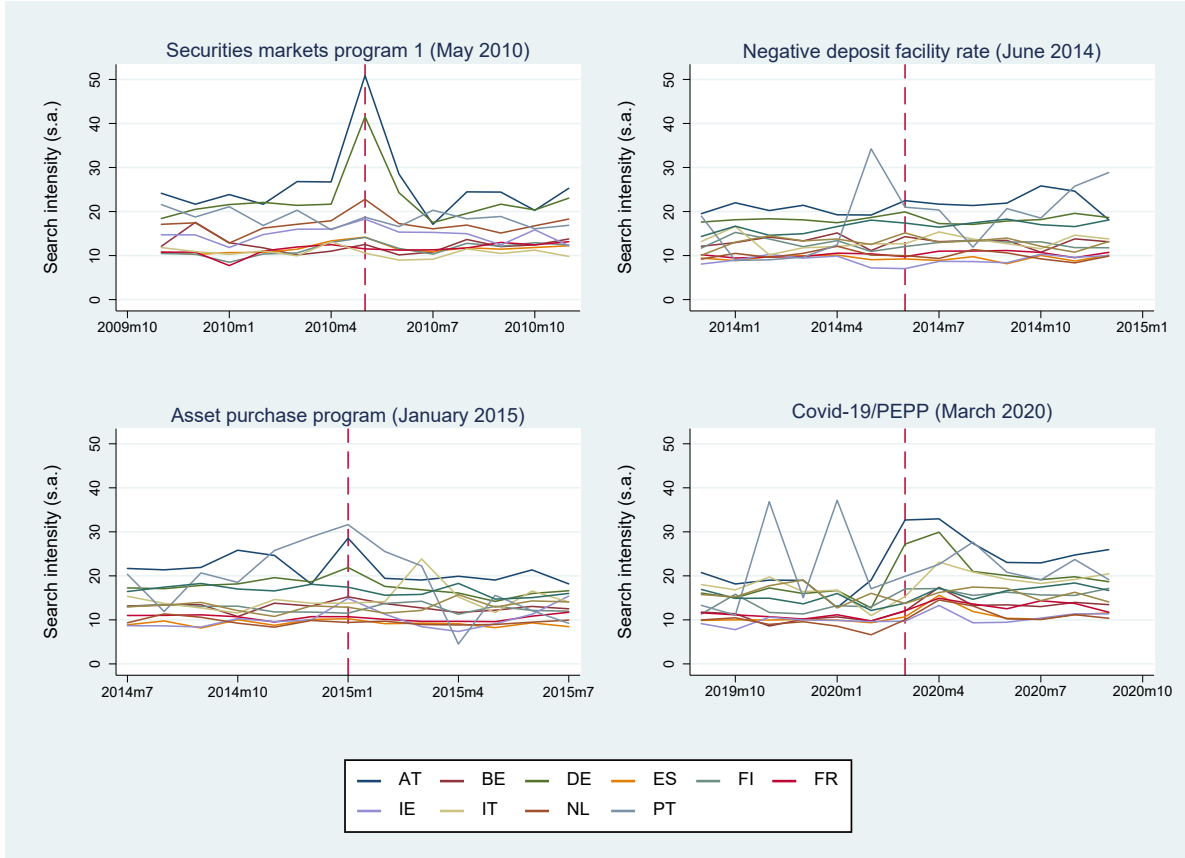 Securities markets program 1 (May 2010)
Search intensity (s.a.)
50
40
30
20
10
0
2009m10 2010m1 2010m4 2010m7 2010m10
Negative deposit facility rate (June 2014)
Search intensity (s.a.)
50
40
30
20
10
0
2014m1 2014m4 2014m7 2014m10 2015m1
Asset purchase program (January 2015)
Search intensity (s.a.)
50
40
30
20
10
0
2014m7 2014m10 2015m1 2015m4 2015m7
Covid-19/PEPP (March 2020)
Search intensity (s.a.)
50
40
30
20
10
0
2019m10 2020m1 2020m4 2020m7 2020m10
AT BE DE ES FI FR
IE IT NL PT